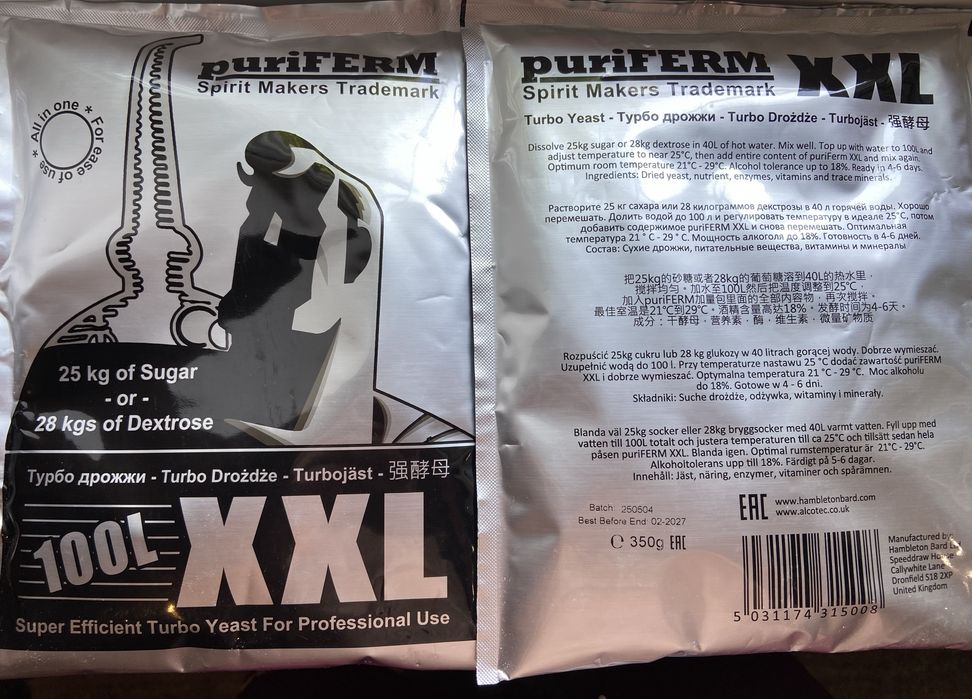 puriFERM
Spirit Makers Trademark
* All in one * For ease of use
25 kg of Sugar
- or -
28 kgs of Dextrose
Турбо дрожжи - Turbo Drożdże - Turbojäst - 强酵母
100L XXL
Super Efficient Turbo Yeast For Professional Use
puriFERM XXL
Spirit Makers Trademark
Turbo Yeast - Турбо дрожжи - Turbo Drożdże - Turbojäst - 强酵母
Dissolve 25kg sugar or 28kg dextrose in 40L of hot water. Mix well. Top up with water to 100L and
adjust temperature to near 25°C, then add entire content of puriFerm XXL and mix again.
Optimum room temperature 21°C - 29°C. Alcohol tolerance up to 18%. Ready in 4-6 days.
Ingredients: Dried yeast, nutrient, enzymes, vitamins and trace minerals.
Растворите 25 кг сахара или 28 килограммов декстрозы в 40 л горячей воды. Хорошо
перемешать. Долить водой до 100 л и регулировать температуру в идеале 25°С, потом
добавить содержимое puriFERM XXL и снова перемешать. Оптимальная
температура 21 ° C - 29 ° C. Мощность алкоголя до 18%. Готовность в 4-6 дней.
Состав: Сухие дрожжи, питательные вещества, витамины и минералы
把25kg的砂糖或者28kg的葡萄糖溶到40L的热水里，
搅拌均匀。加水至100L然后把温度调整到25°C，
加入puriFERM加量包里面的全部内容物，再次搅拌。
最佳室温是21°C到29°C。酒精含量高达18%。发酵时间为4-6天。
成分：干酵母，营养素，酶，维生素，微量矿物质
Rozpuścić 25kg cukru lub 28 kg glukozy w 40 litrach gorącej wody. Dobrze wymieszać.
Uzupełnić wodą do 100 l. Przy temperaturze nastawu 25 °C dodać zawartość puriFERM
XXL i dobrze wymieszać. Optymalna temperatura 21 °C - 29 °C. Moc alkoholu
do 18%. Gotowe w 4 - 6 dni.
Składniki: Suche drożdże, odżywka, witaminy i minerały.
Blanda väl 25kg socker eller 28kg bryggsocker med 40L varmt vatten. Fyll upp med
vatten till 100L totalt och justera temperaturen till ca 25°C och tillsätt sedan hela
påsen puriFERM XXL. Blanda igen. Optimal rumstemperatur är 21°C - 29°C.
Alkoholtolerans upp till 18%. Färdigt på 5-6 dagar.
Innehåll: Jäst, näring, enzymer, vitaminer och spårämnen.
Batch: 250504
Best Before End: 02-2027
℮ 350g EAC
EAC www.hambletonbard.com
www.alcotec.co.uk
Manufactured by:
Hambleton Bard
Speeddraw House
Callywhite Lane
Dronfield S18 2XP
United Kingdom
5 031174 315008